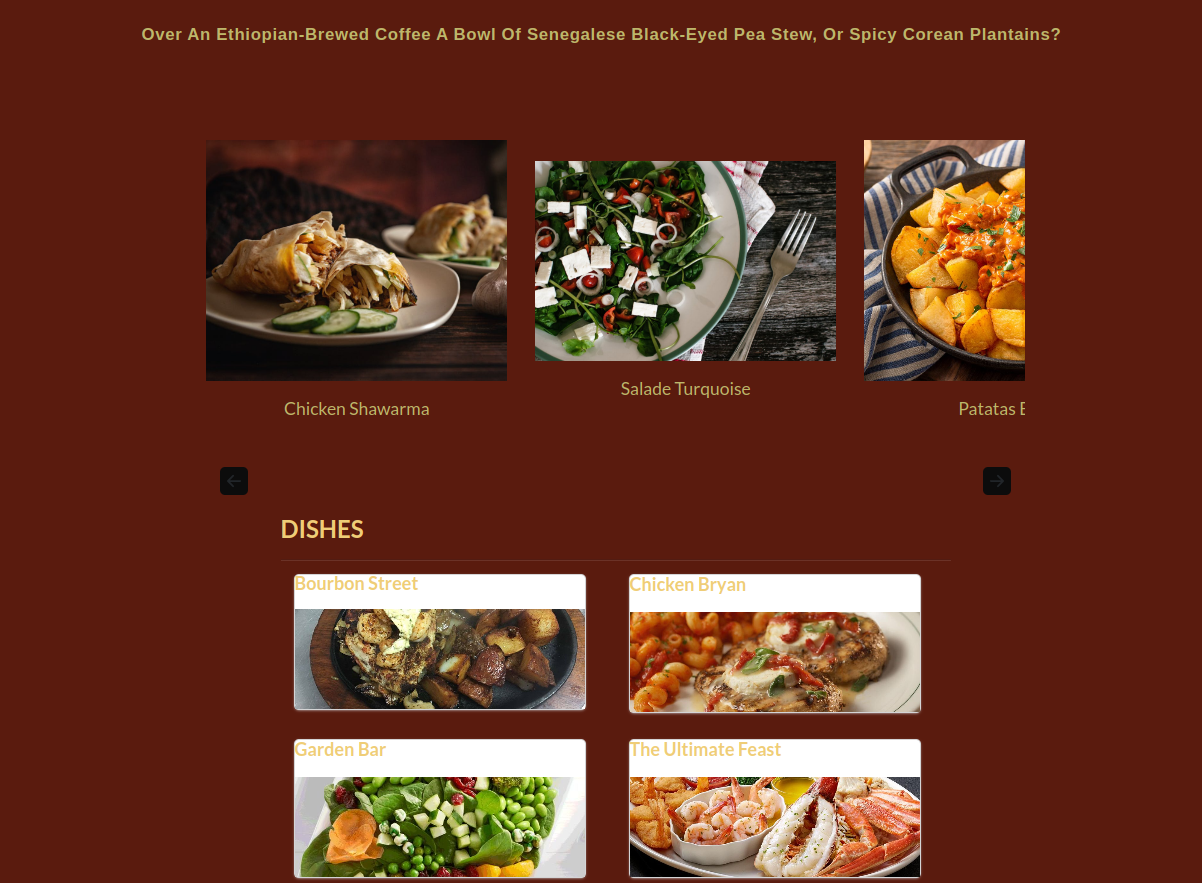 Over An Ethiopian-Brewed Coffee A Bowl Of Senegalese Black-Eyed Pea Stew, Or Spicy Corean Plantains?
Chicken Shawarma
Salade Turquoise
Patatas
DISHES
Bourbon Street
Chicken Bryan
Garden Bar
The Ultimate Feast